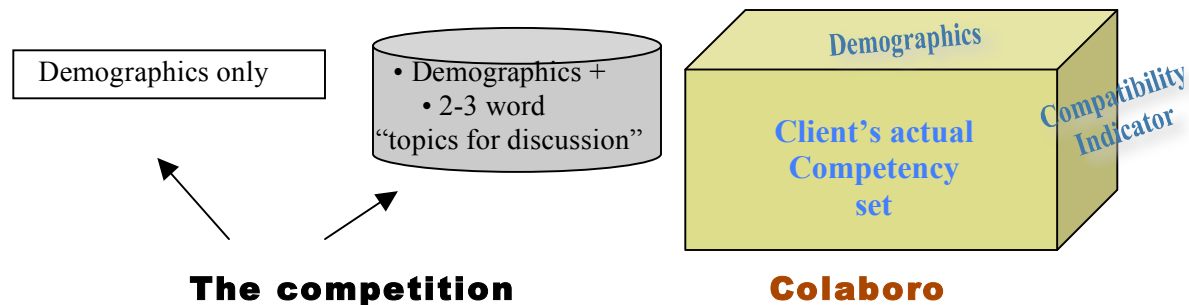 Demographics only
• Demographics +
• 2-3 word
“topics for discussion”
Demographics
Client’s actual
Competency
set
Compatibility
Indicator
The competition
Colaboro